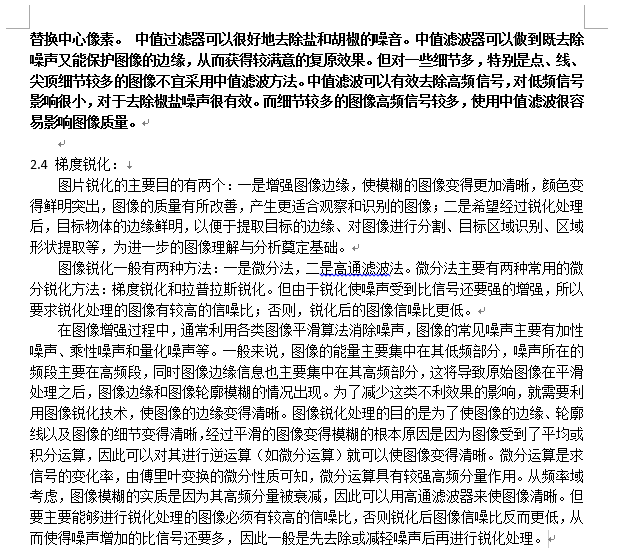 替换中心像素。 中值过滤器可以很好地去除盐和胡椒的噪音。中值滤波器可以做到既去除
噪声又能保护图像的边缘，从而获得较满意的复原效果。但对一些细节多，特别是点、线、
尖顶细节较多的图像不宜采用中值滤波方法。中值滤波可以有效去除高频信号，对低频信号
影响很小，对于去除椒盐噪声很有效。而细节较多的图像高频信号较多，使用中值滤波很容
易影响图像质量。
2.4 梯度锐化：
图片锐化的主要目的有两个：一是增强图像边缘，使模糊的图像变得更加清晰，颜色变
得鲜明突出，图像的质量有所改善，产生更适合观察和识别的图像；二是希望经过锐化处理
后，目标物体的边缘鲜明，以便于提取目标的边缘、对图像进行分割、目标区域识别、区域
形状提取等，为进一步的图像理解与分析奠定基础。
图像锐化一般有两种方法：一是微分法，二是高通滤波法。微分法主要有两种常用的微
分锐化方法：梯度锐化和拉普拉斯锐化。但由于锐化使噪声受到比信号还要强的增强，所以
要求锐化处理的图像有较高的信噪比；否则，锐化后的图像信噪比更低。
在图像增强过程中，通常利用各类图像平滑算法消除噪声，图像的常见噪声主要有加性
噪声、乘性噪声和量化噪声等。一般来说，图像的能量主要集中在其低频部分，噪声所在的
频段主要在高频段，同时图像边缘信息也主要集中在其高频部分，这将导致原始图像在平滑
处理之后，图像边缘和图像轮廓模糊的情况出现。为了减少这类不利效果的影响，就需要利
用图像锐化技术，使图像的边缘变得清晰。图像锐化处理的目的是为了使图像的边缘、轮廓
线以及图像的细节变得清晰，经过平滑的图像变得模糊的根本原因是因为图像受到了平均或
积分运算，因此可以对其进行逆运算（如微分运算）就可以使图像变得清晰。微分运算是求
信号的变化率，由傅里叶变换的微分性质可知，微分运算具有较强高频分量作用。从频率域
考虑，图像模糊的实质是因为其高频分量被衰减，因此可以用高通滤波器来使图像清晰。但
要主要能够进行锐化处理的图像必须有较高的信噪比，否则锐化后图像信噪比反而更低，从
而使得噪声增加的比信号还要多，因此一般是先去除或减轻噪声后再进行锐化处理。